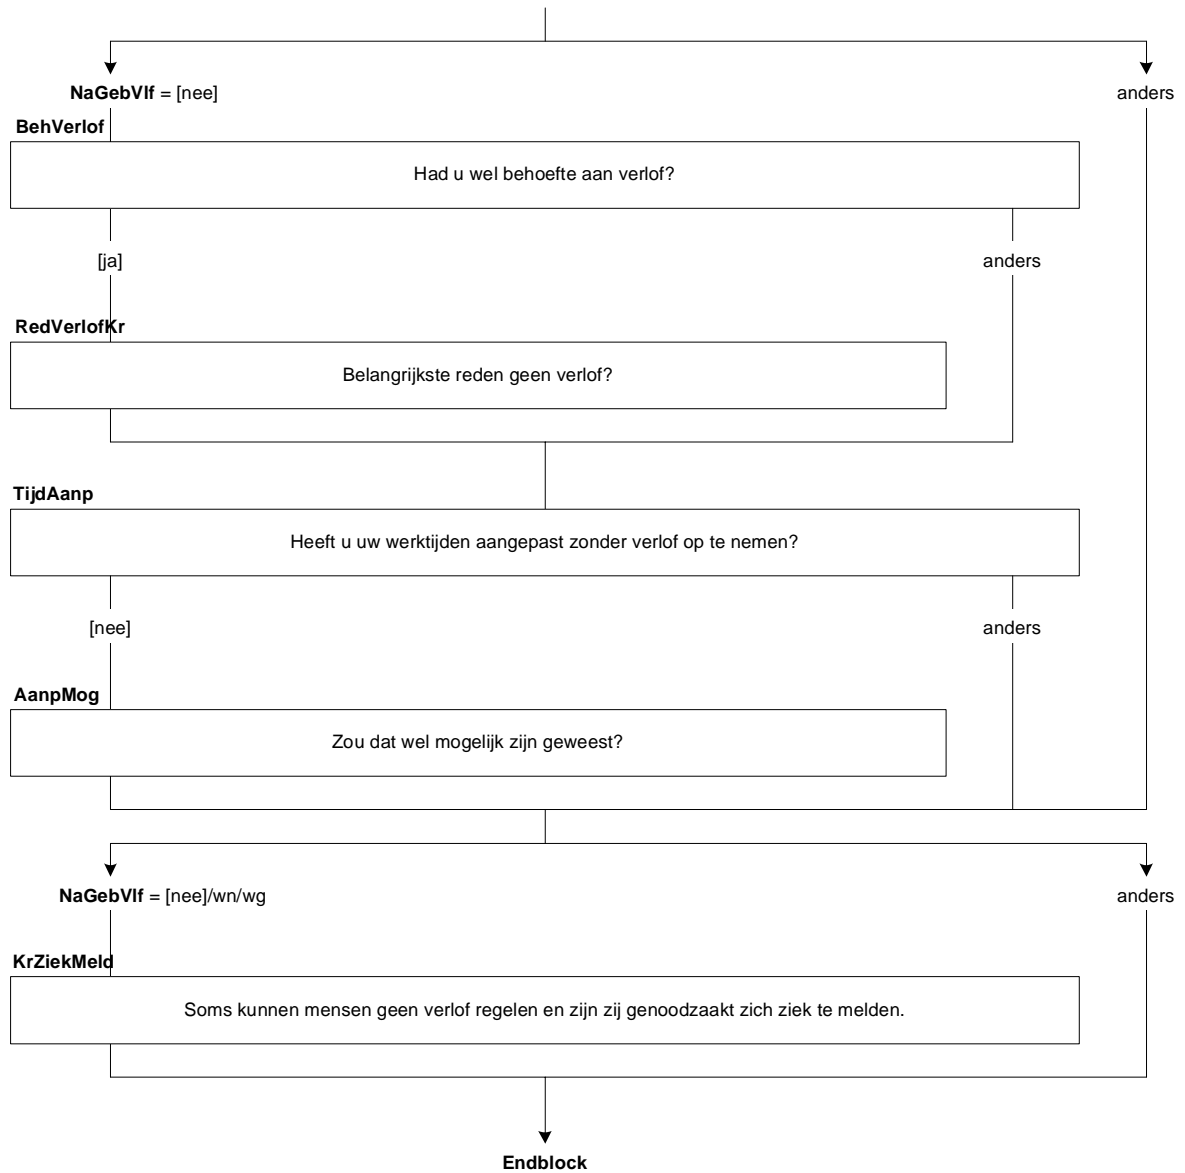 NaGebVlf = [nee]
anders
BehVerlof
Had u wel behoefte aan verlof?
[ja]
anders
RedVerlofKr
Belangrijkste reden geen verlof?
TijdAanp
Heeft u uw werktijden aangepast zonder verlof op te nemen?
[nee]
anders
AanpMog
Zou dat wel mogelijk zijn geweest?
NaGebVlf = [nee]/wn/wg
anders
KrZiekMeld
Soms kunnen mensen geen verlof regelen en zijn zij genoodzaakt zich ziek te melden.
Endblock